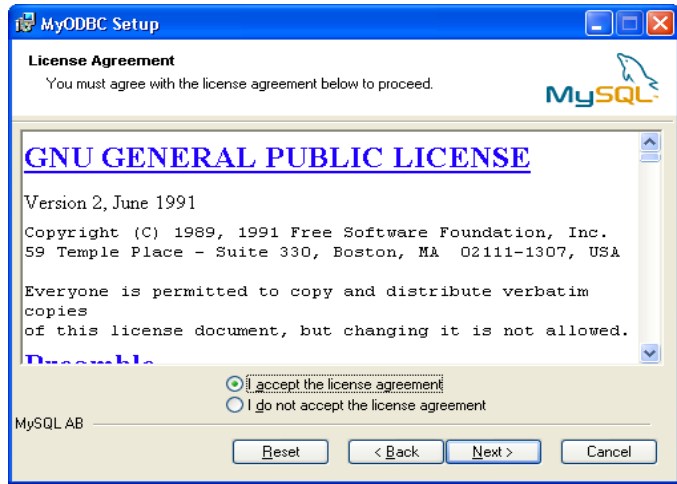 MyODBC Setup
License Agreement
You must agree with the license agreement below to proceed.
MySQL
GNU GENERAL PUBLIC LICENSE
Version 2, June 1991
Copyright (C) 1989, 1991 Free Software Foundation, Inc.
59 Temple Place - Suite 330, Boston, MA  02111-1307, USA
Everyone is permitted to copy and distribute verbatim
copies
of this license document, but changing it is not allowed.
Preamble
I accept the license agreement
I do not accept the license agreement
MySQL AB
Reset
< Back
Next >
Cancel